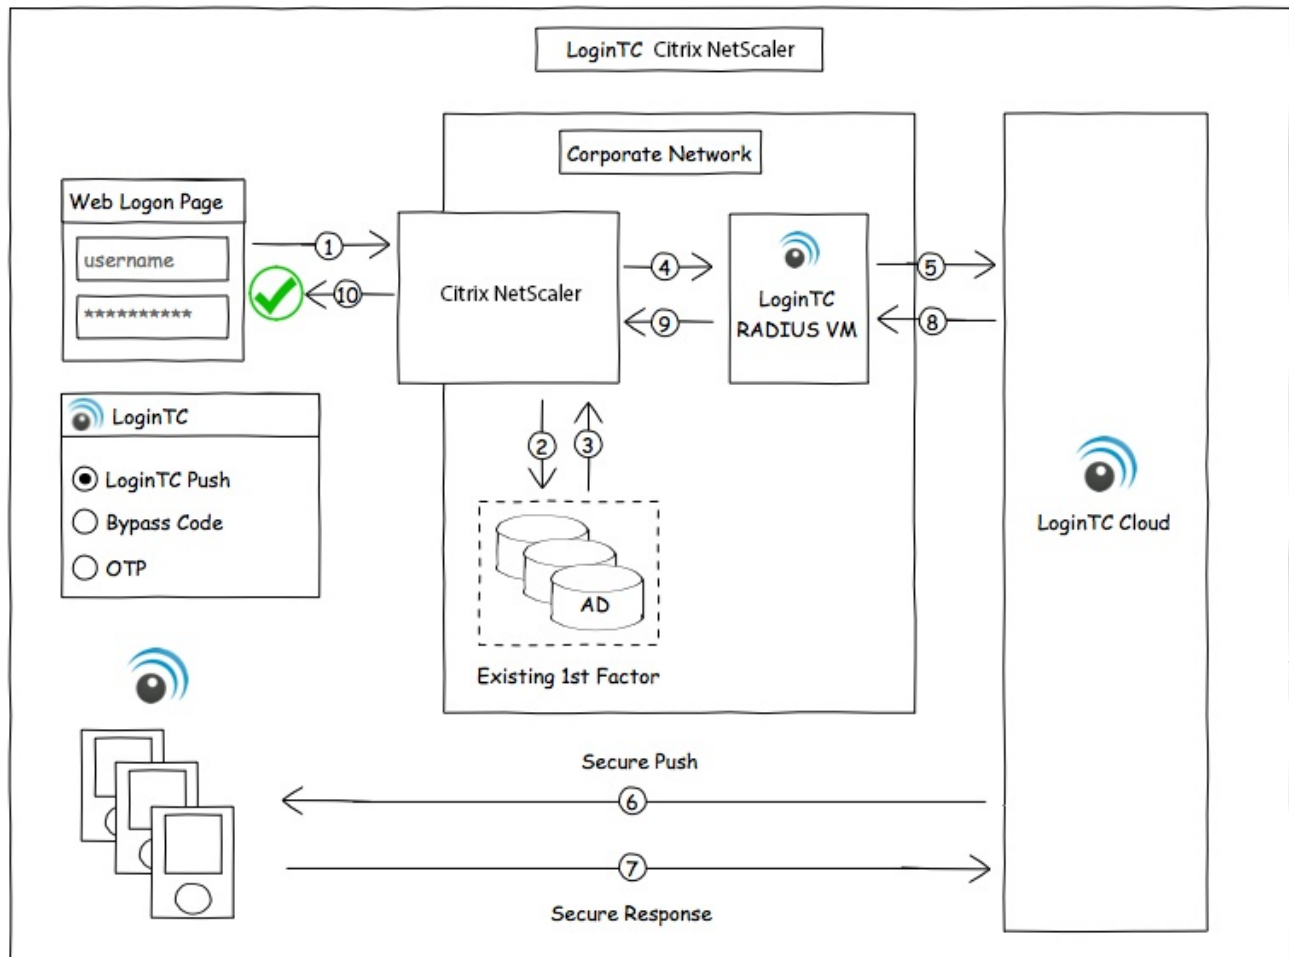 LoginTC Citrix NetScaler
Corporate Network
Web Logon Page
username
**********
1
10
Citrix NetScaler
4
9
LoginTC
RADIUS VM
5
8
LoginTC
LoginTC Push
Bypass Code
OTP
2
3
AD
Existing 1st Factor
LoginTC Cloud
Secure Push
6
7
Secure Response